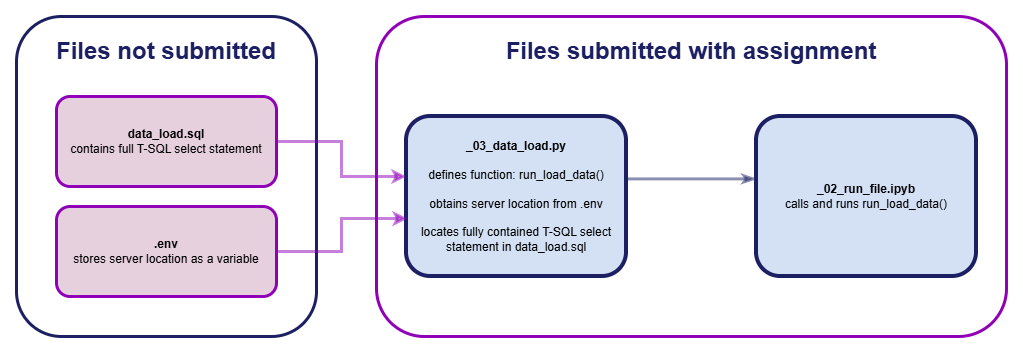 Files not submitted
data_load.sql
contains full T-SQL select statement
.env
stores server location as a variable
Files submitted with assignment
_03_data_load.py
defines function: run_load_data()
obtains server location from .env
locates fully contained T-SQL select
statement in data_load.sql
_02_run_file.ipyb
calls and runs run_load_data()